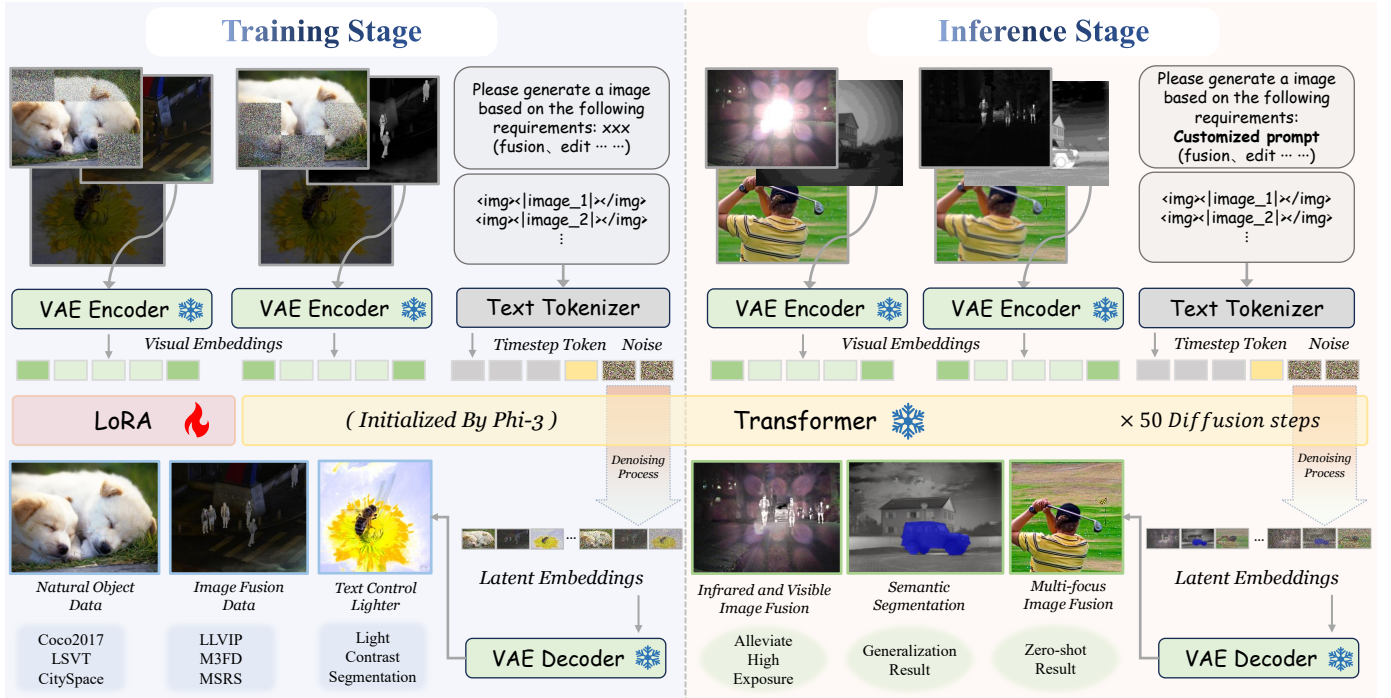 Training Stage
Please generate a image
based on the following
requirements: xxx
(fusion、edit ··· ···)
<img><|image_1|></img>
<img><|image_2|></img>
⋮
VAE Encoder
VAE Encoder
Text Tokenizer
Visual Embeddings
Timestep Token
Noise
Inference Stage
Please generate a image
based on the following
requirements:
Customized prompt
(fusion、edit ··· ···)
<img><|image_1|></img>
<img><|image_2|></img>
⋮
VAE Encoder
VAE Encoder
Text Tokenizer
Visual Embeddings
Timestep Token
Noise
LoRA
( Initialized By Phi-3 )
Transformer
× 50 Diffusion steps
Denoising
Process
...
Latent Embeddings
VAE Decoder
Natural Object
Data
Image Fusion
Data
Text Control
Lighter
Coco2017
LSVT
CitySpace
LLVIP
M3FD
MSRS
Light
Contrast
Segmentation
Denoising
Process
...
Latent Embeddings
VAE Decoder
Infrared and Visible
Image Fusion
Semantic
Segmentation
Multi-focus
Image Fusion
Alleviate
High
Exposure
Generalization
Result
Zero-shot
Result